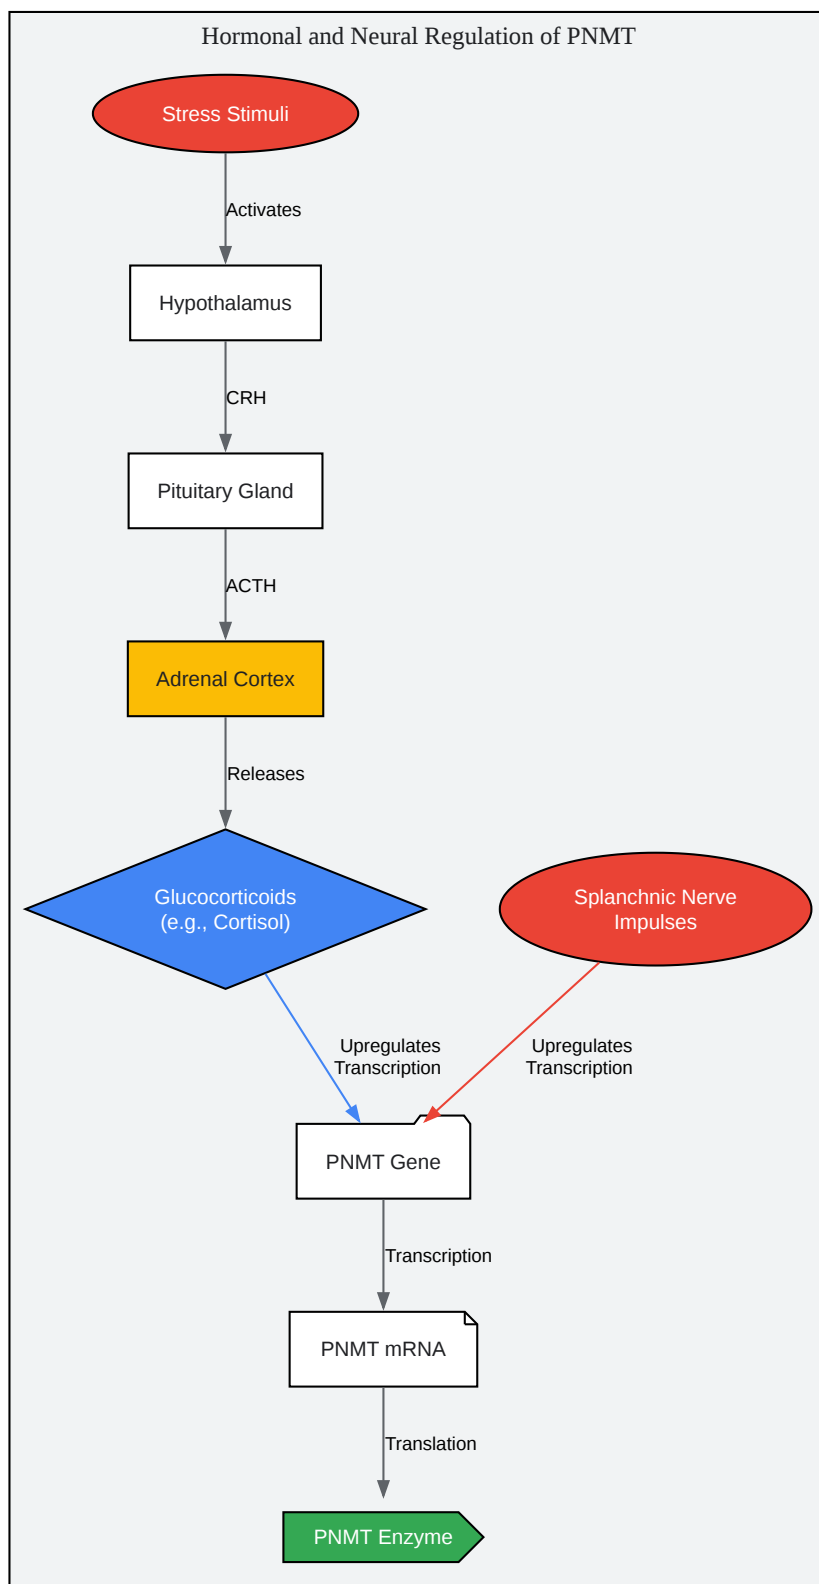 Hormonal and Neural Regulation of PNMT
Stress Stimuli
Activates
Hypothalamus
CRH
Pituitary Gland
ACTH
Adrenal Cortex
Releases
Glucocorticoids
(e.g., Cortisol)
Splanchnic Nerve
Impulses
Upregulates
Transcription
Upregulates
Transcription
PNMT Gene
Transcription
PNMT mRNA
Translation
PNMT Enzyme